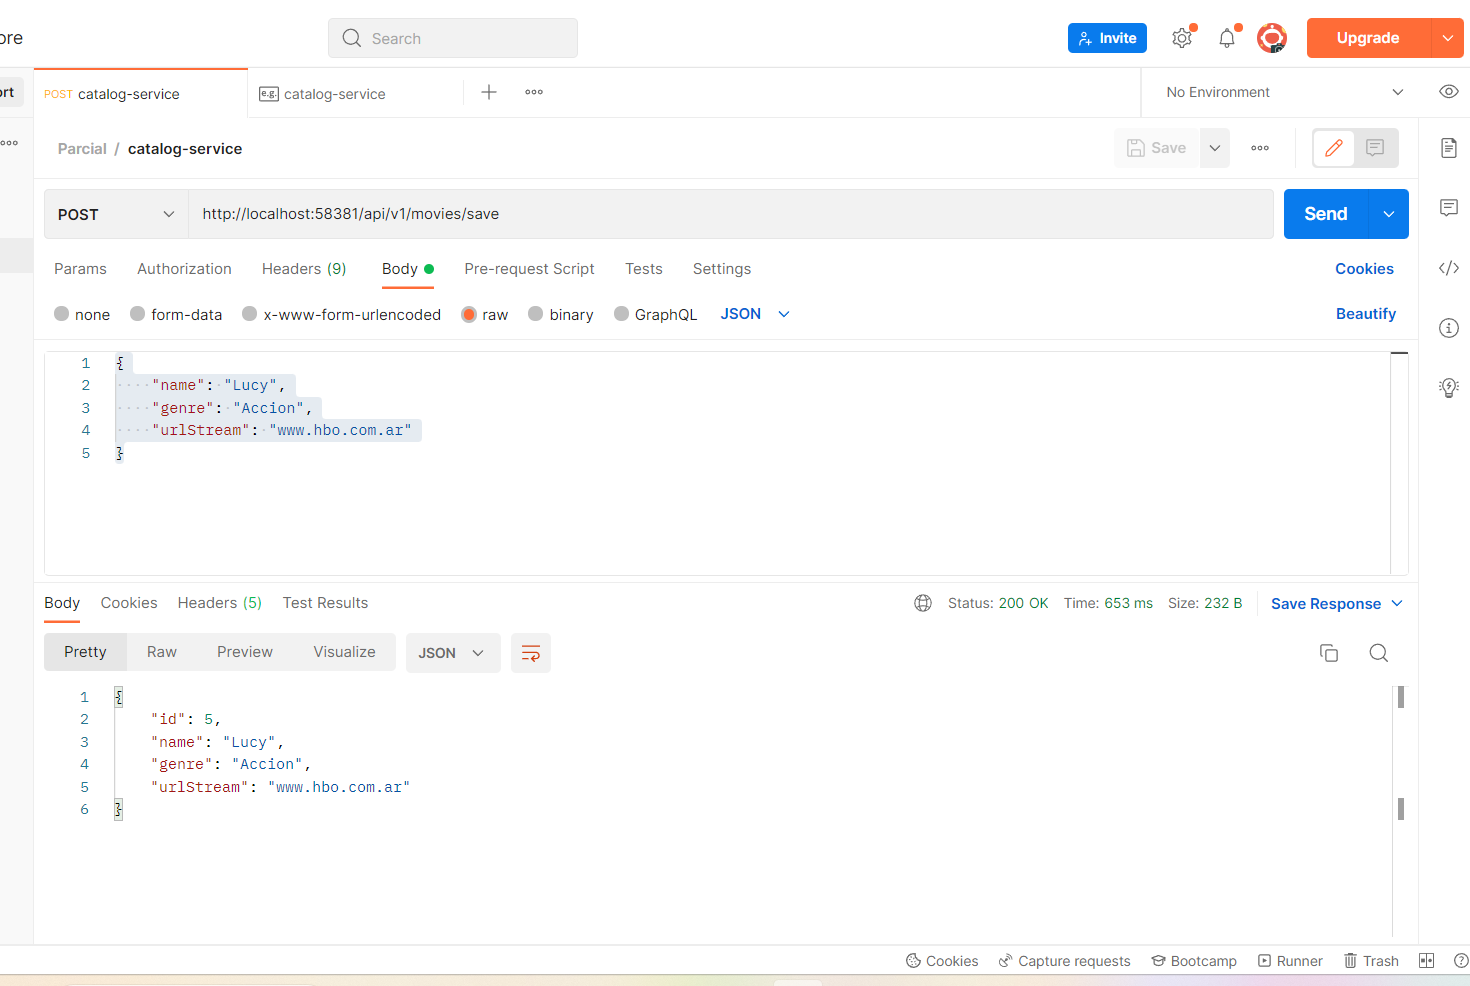 ore
Search
Invite
Upgrade
ort
POST catalog-service
e.g. catalog-service
No Environment
Parcial / catalog-service
Save
POST
http://localhost:58381/api/v1/movies/save
Send
Params Authorization Headers (9) Body Pre-request Script Tests Settings
Cookies
none form-data x-www-form-urlencoded raw binary GraphQL JSON
Beautify
1 {
2 "name": "Lucy",
3 "genre": "Accion",
4 "urlStream": "www.hbo.com.ar"
5 }
Body Cookies Headers (5) Test Results
Status: 200 OK Time: 653 ms Size: 232 B Save Response
Pretty Raw Preview Visualize JSON
1 {
2 "id": 5,
3 "name": "Lucy",
4 "genre": "Accion",
5 "urlStream": "www.hbo.com.ar"
6 }
Cookies Capture requests Bootcamp Runner Trash